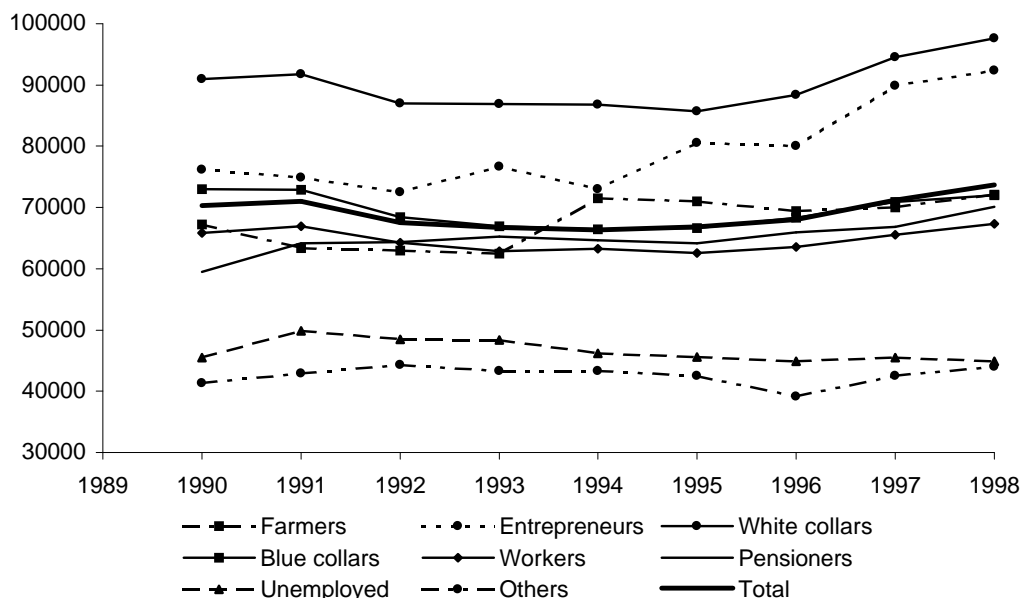 100000
90000
80000
70000
60000
50000
40000
30000
1989 1990 1991 1992 1993 1994 1995 1996 1997 1998
Farmers Entrepreneurs White collars
Blue collars Workers Pensioners
Unemployed Others Total